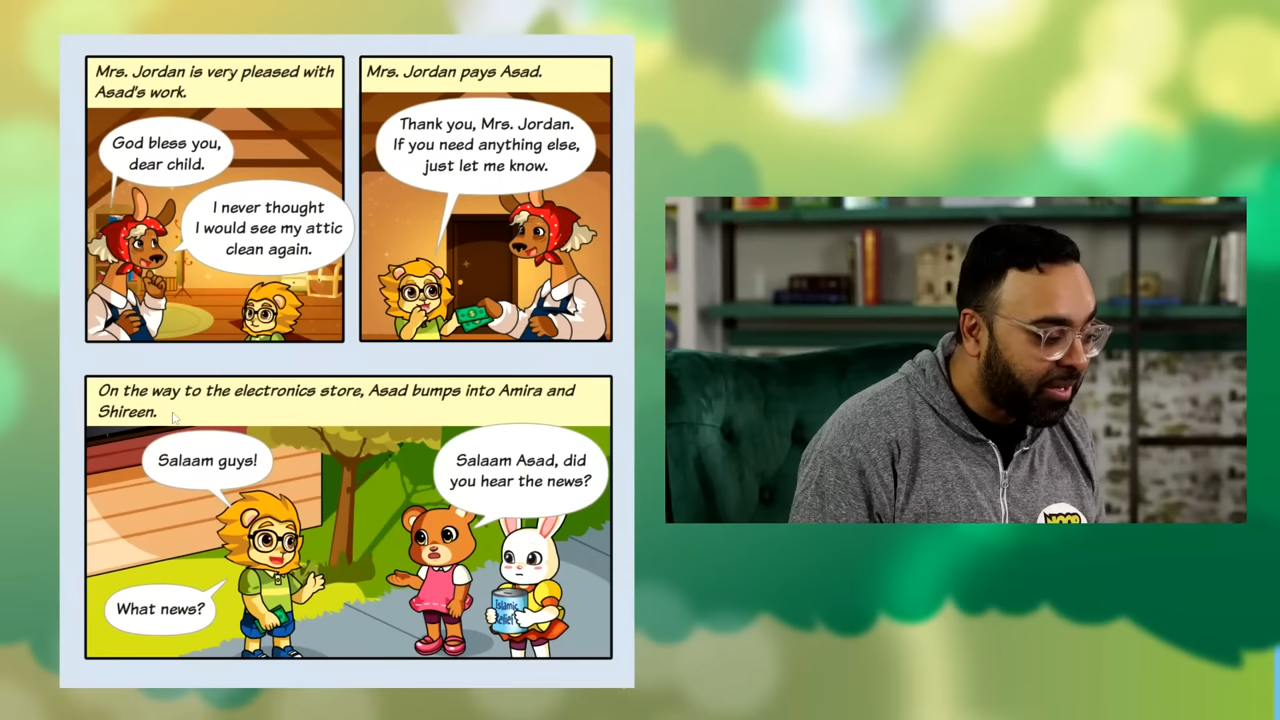 Mrs. Jordan is very pleased with
Asad's work.
God bless you,
dear child.
I never thought
I would see my attic
clean again.
Mrs. Jordan pays Asad.
Thank you, Mrs. Jordan.
If you need anything else,
just let me know.
On the way to the electronics store, Asad bumps into Amira and
Shireen.
Salaam guys!
What news?
Salaam Asad, did
you hear the news?
Islamic
Relief
NOOR